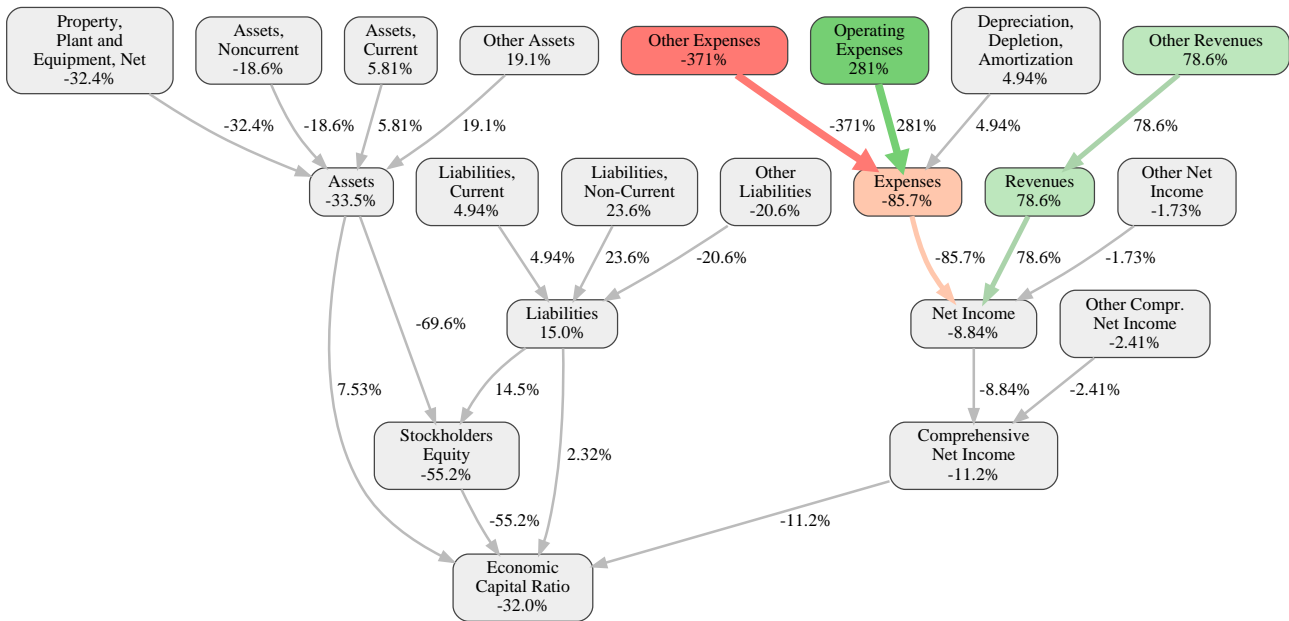 Property,
Plant and
Equipment, Net
-32.4%
Assets,
Noncurrent
-18.6%
Assets,
Current
5.81%
Other Assets
19.1%
Other Expenses
-371%
Operating
Expenses
281%
Depreciation,
Depletion,
Amortization
4.94%
Other Revenues
78.6%
-32.4%
-18.6%
5.81%
19.1%
-371%
281%
4.94%
78.6%
Assets
-33.5%
Liabilities,
Current
4.94%
Liabilities,
Non-Current
23.6%
Other
Liabilities
-20.6%
Expenses
-85.7%
Revenues
78.6%
Other Net
Income
-1.73%
4.94%
23.6%
-20.6%
-85.7%
78.6%
-1.73%
Liabilities
15.0%
Net Income
-8.84%
Other Compr.
Net Income
-2.41%
-69.6%
7.53%
14.5%
-8.84%
-2.41%
Stockholders
Equity
-55.2%
2.32%
Comprehensive
Net Income
-11.2%
-55.2%
-11.2%
Economic
Capital Ratio
-32.0%